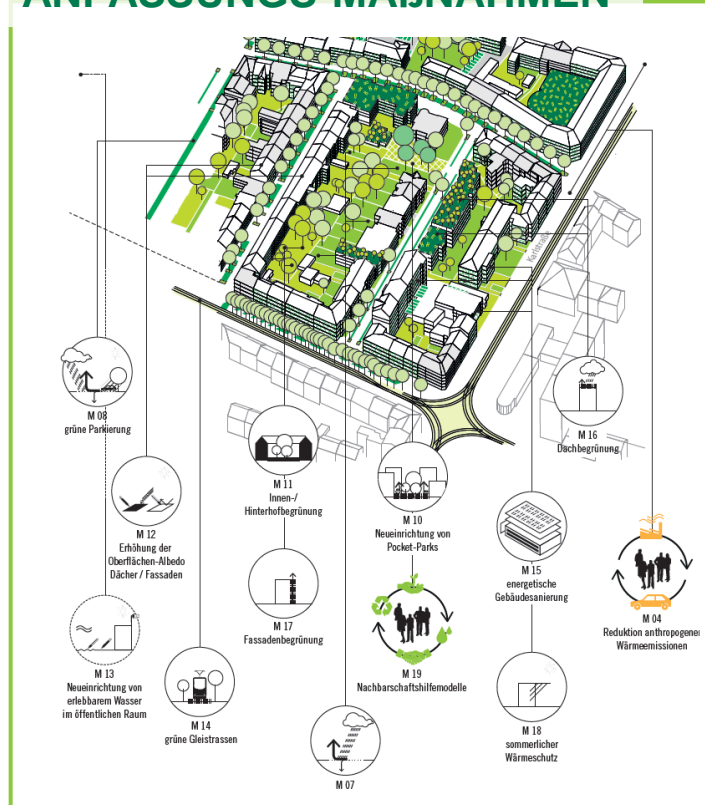 ANPASSUNGS-MAßNAHMEN
Karlstraße
M 08
grüne Parkierung
M 12
Erhöhung der
Oberflächen-Albedo
Dächer / Fassaden
M 13
Neueinrichtung von
erlebbarem Wasser
im öffentlichen Raum
M 14
grüne Gleistrassen
M 11
Innen-/
Hinterhofbegrünung
M 17
Fassadenbegrünung
M 07
M 10
Neueinrichtung von
Pocket-Parks
M 19
Nachbarschaftshilfemodelle
M 16
Dachbegrünung
M 15
energetische
Gebäudesanierung
M 18
sommerlicher
Wärmeschutz
M 04
Reduktion anthropogener
Wärmeemissionen